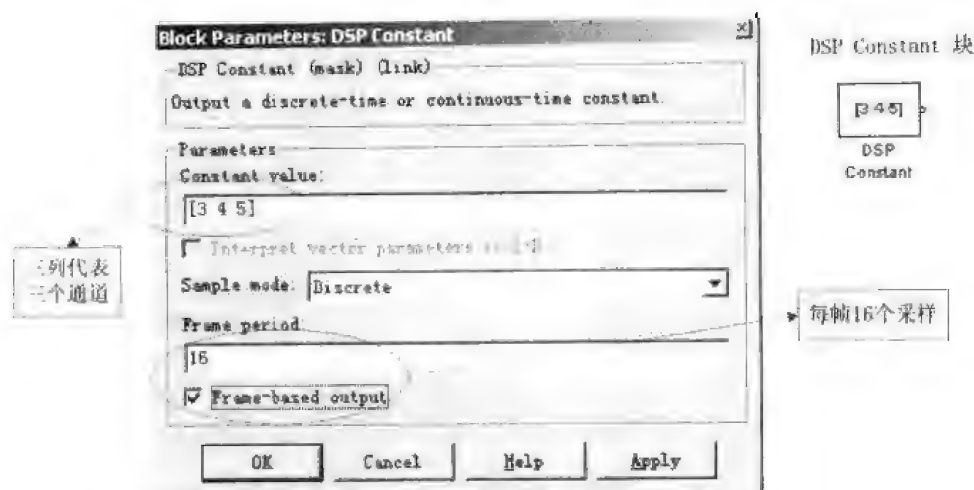 Block Parameters: DSP Constant
DSP Constant (mask) (link)
Output a discrete-time or continuous-time constant.
Parameters
Constant value:
[3 4 5]
Interpret vector parameters
Sample mode: Discrete
Frame period:
16
Frame-based output
OK Cancel Help Apply
三列代表
三个通道
DSP Constant 块
[3 4 5]
DSP
Constant
每帧16个采样